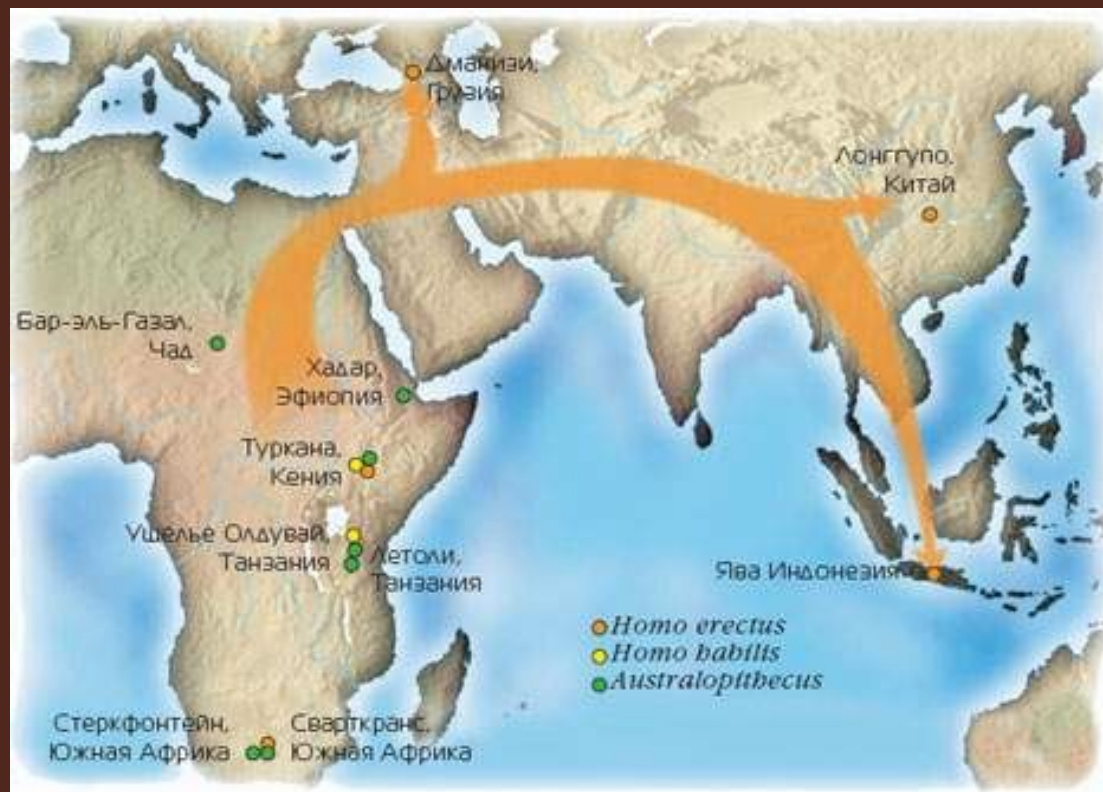 Дманизи,
Грузия
Лонггупо,
Китай
Бар-эль-Газал,
Чад
Хадар,
Эфиопия
Туркана,
Кения
Ущелье Олдувай,
Танзания
Летоли,
Танзания
Ява Индонезия
Homo erectus
Homo habilis
Australopithecus
Стеркфонтейн,
Южная Африка
Сварткранс,
Южная Африка